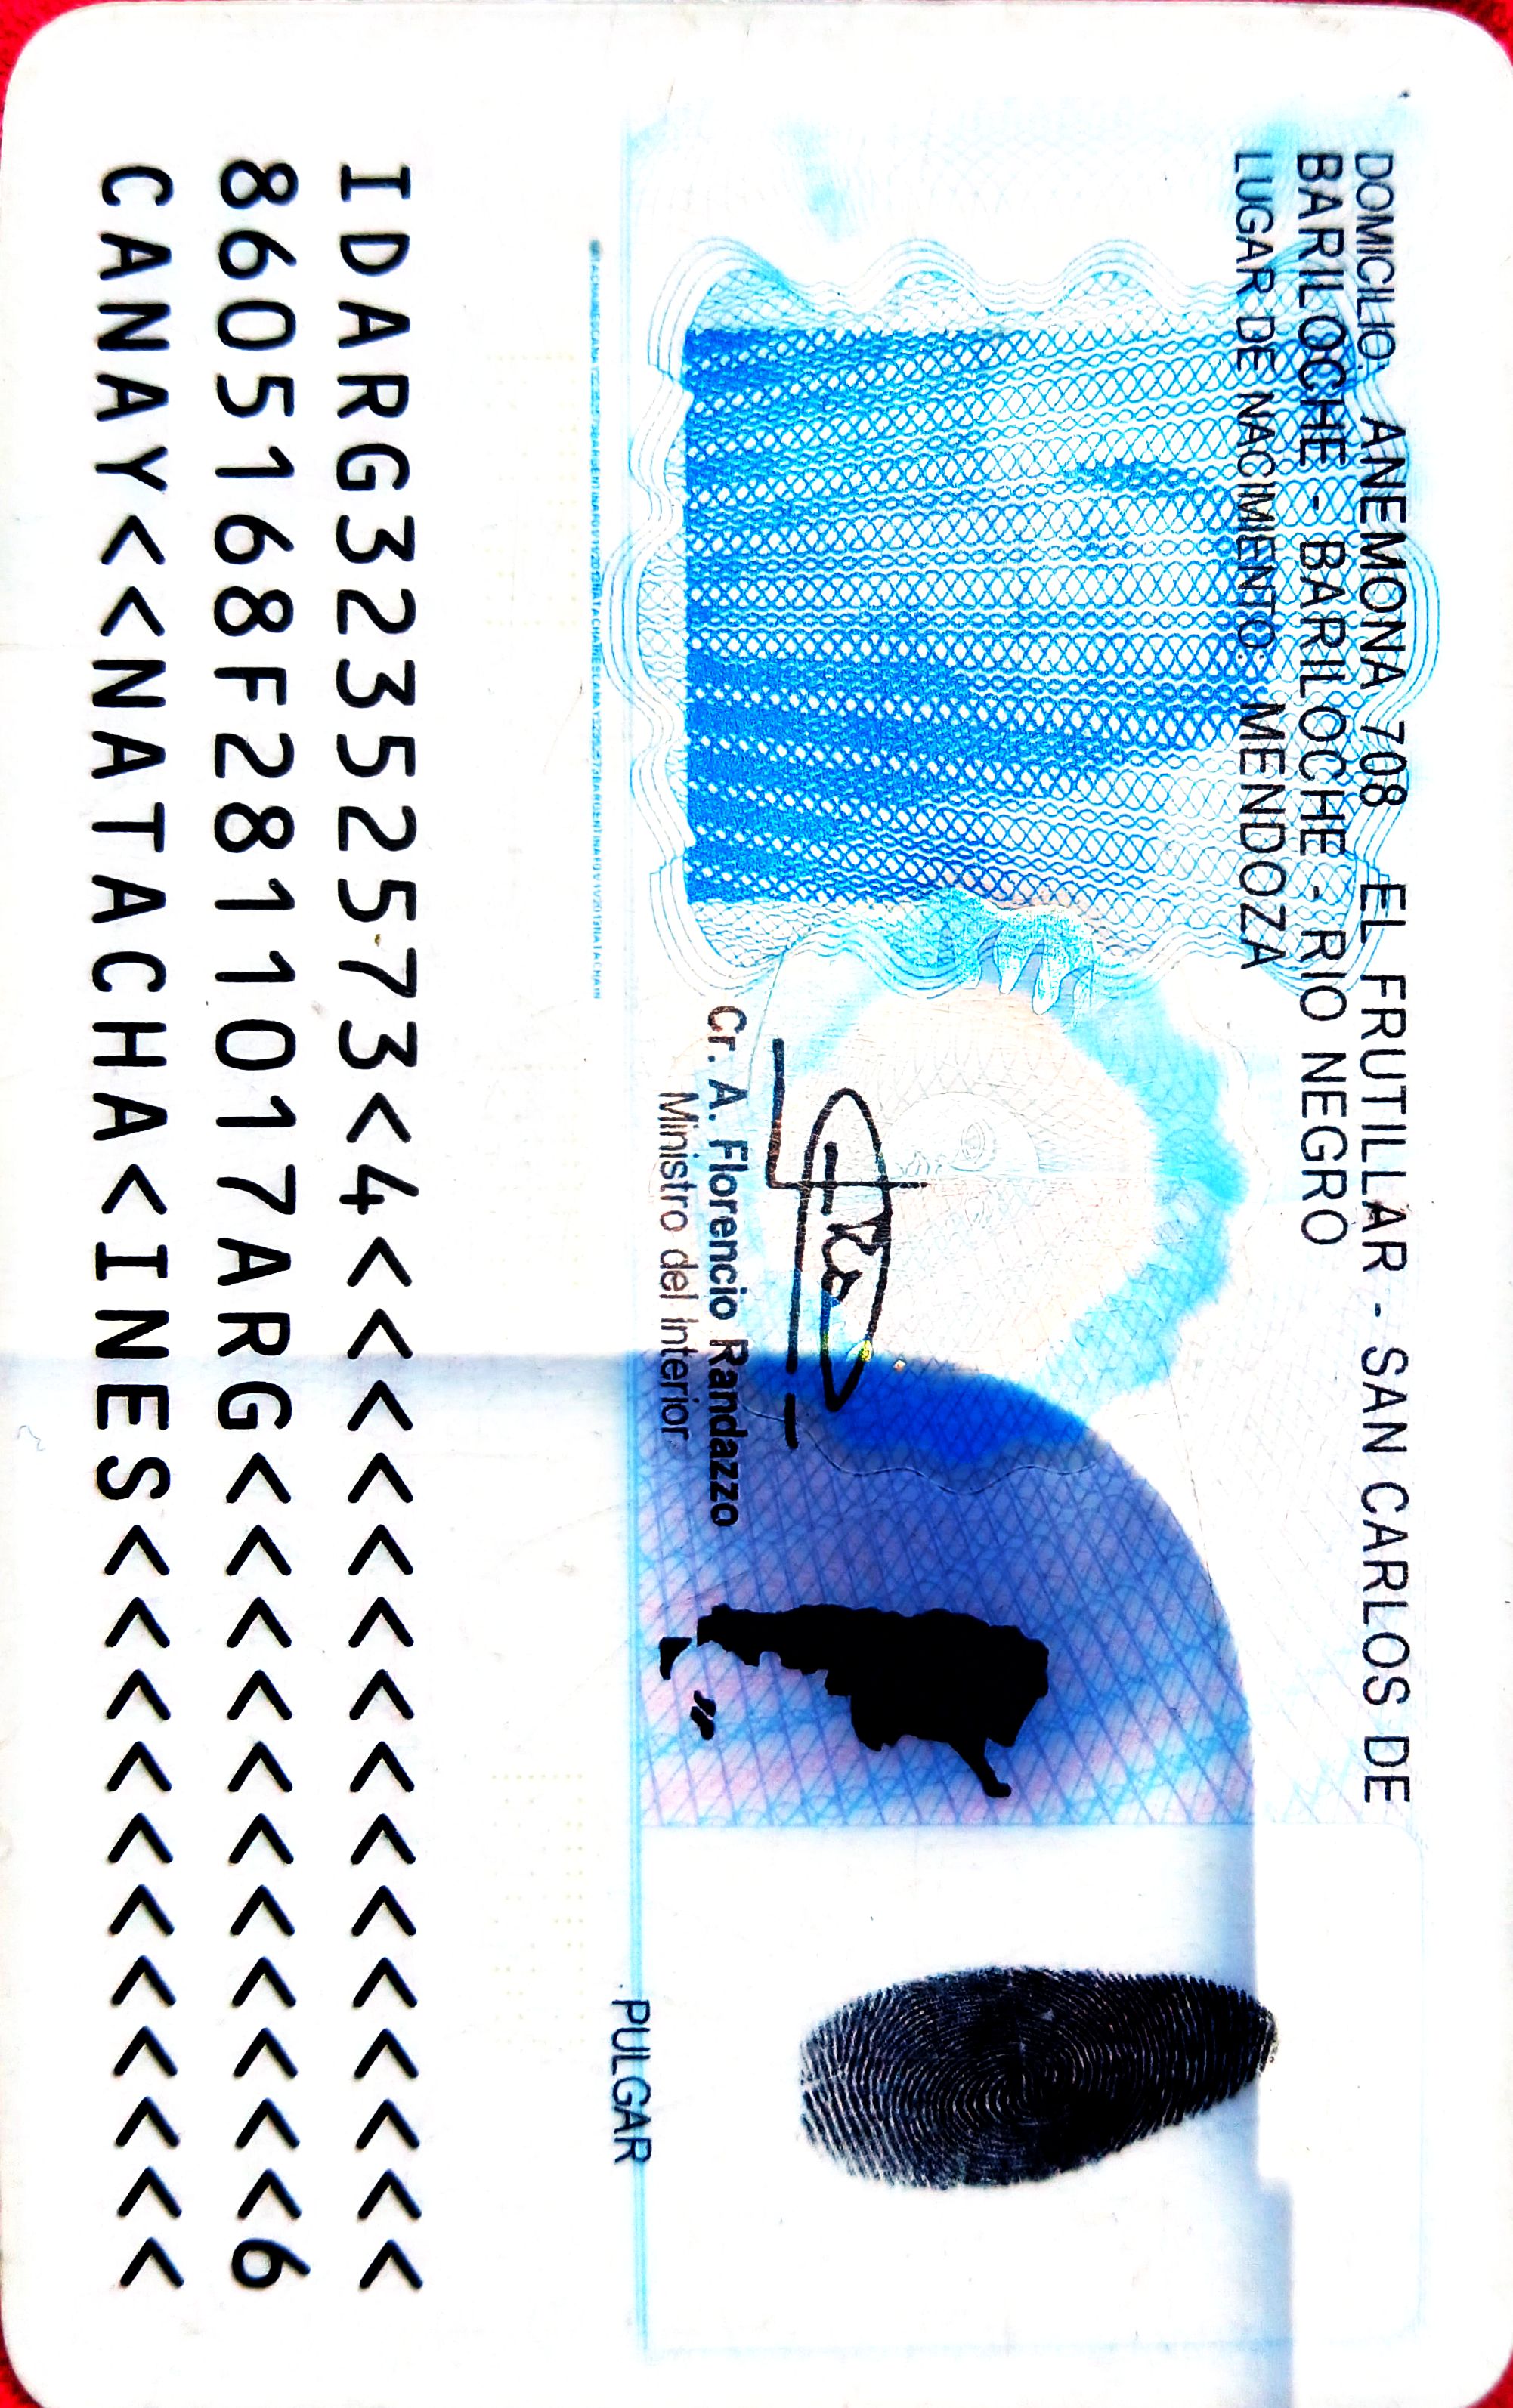 DOMICILIO: ANEMONA 708 EL FRUTILLAR - SAN CARLOS DE
BARILOCHE - BARILOCHE - RIO NEGRO
LUGAR DE NACIMIENTO: MENDOZA
Cr. A. Florencio Randazzo
Ministro del Interior
PULGAR
IDARG32352573<4<<<<<<<<<<<<<<<
8605168F2811017ARG<<<<<<<<<<<6
CANAY<<NATACHA<INES<<<<<<<<<<<